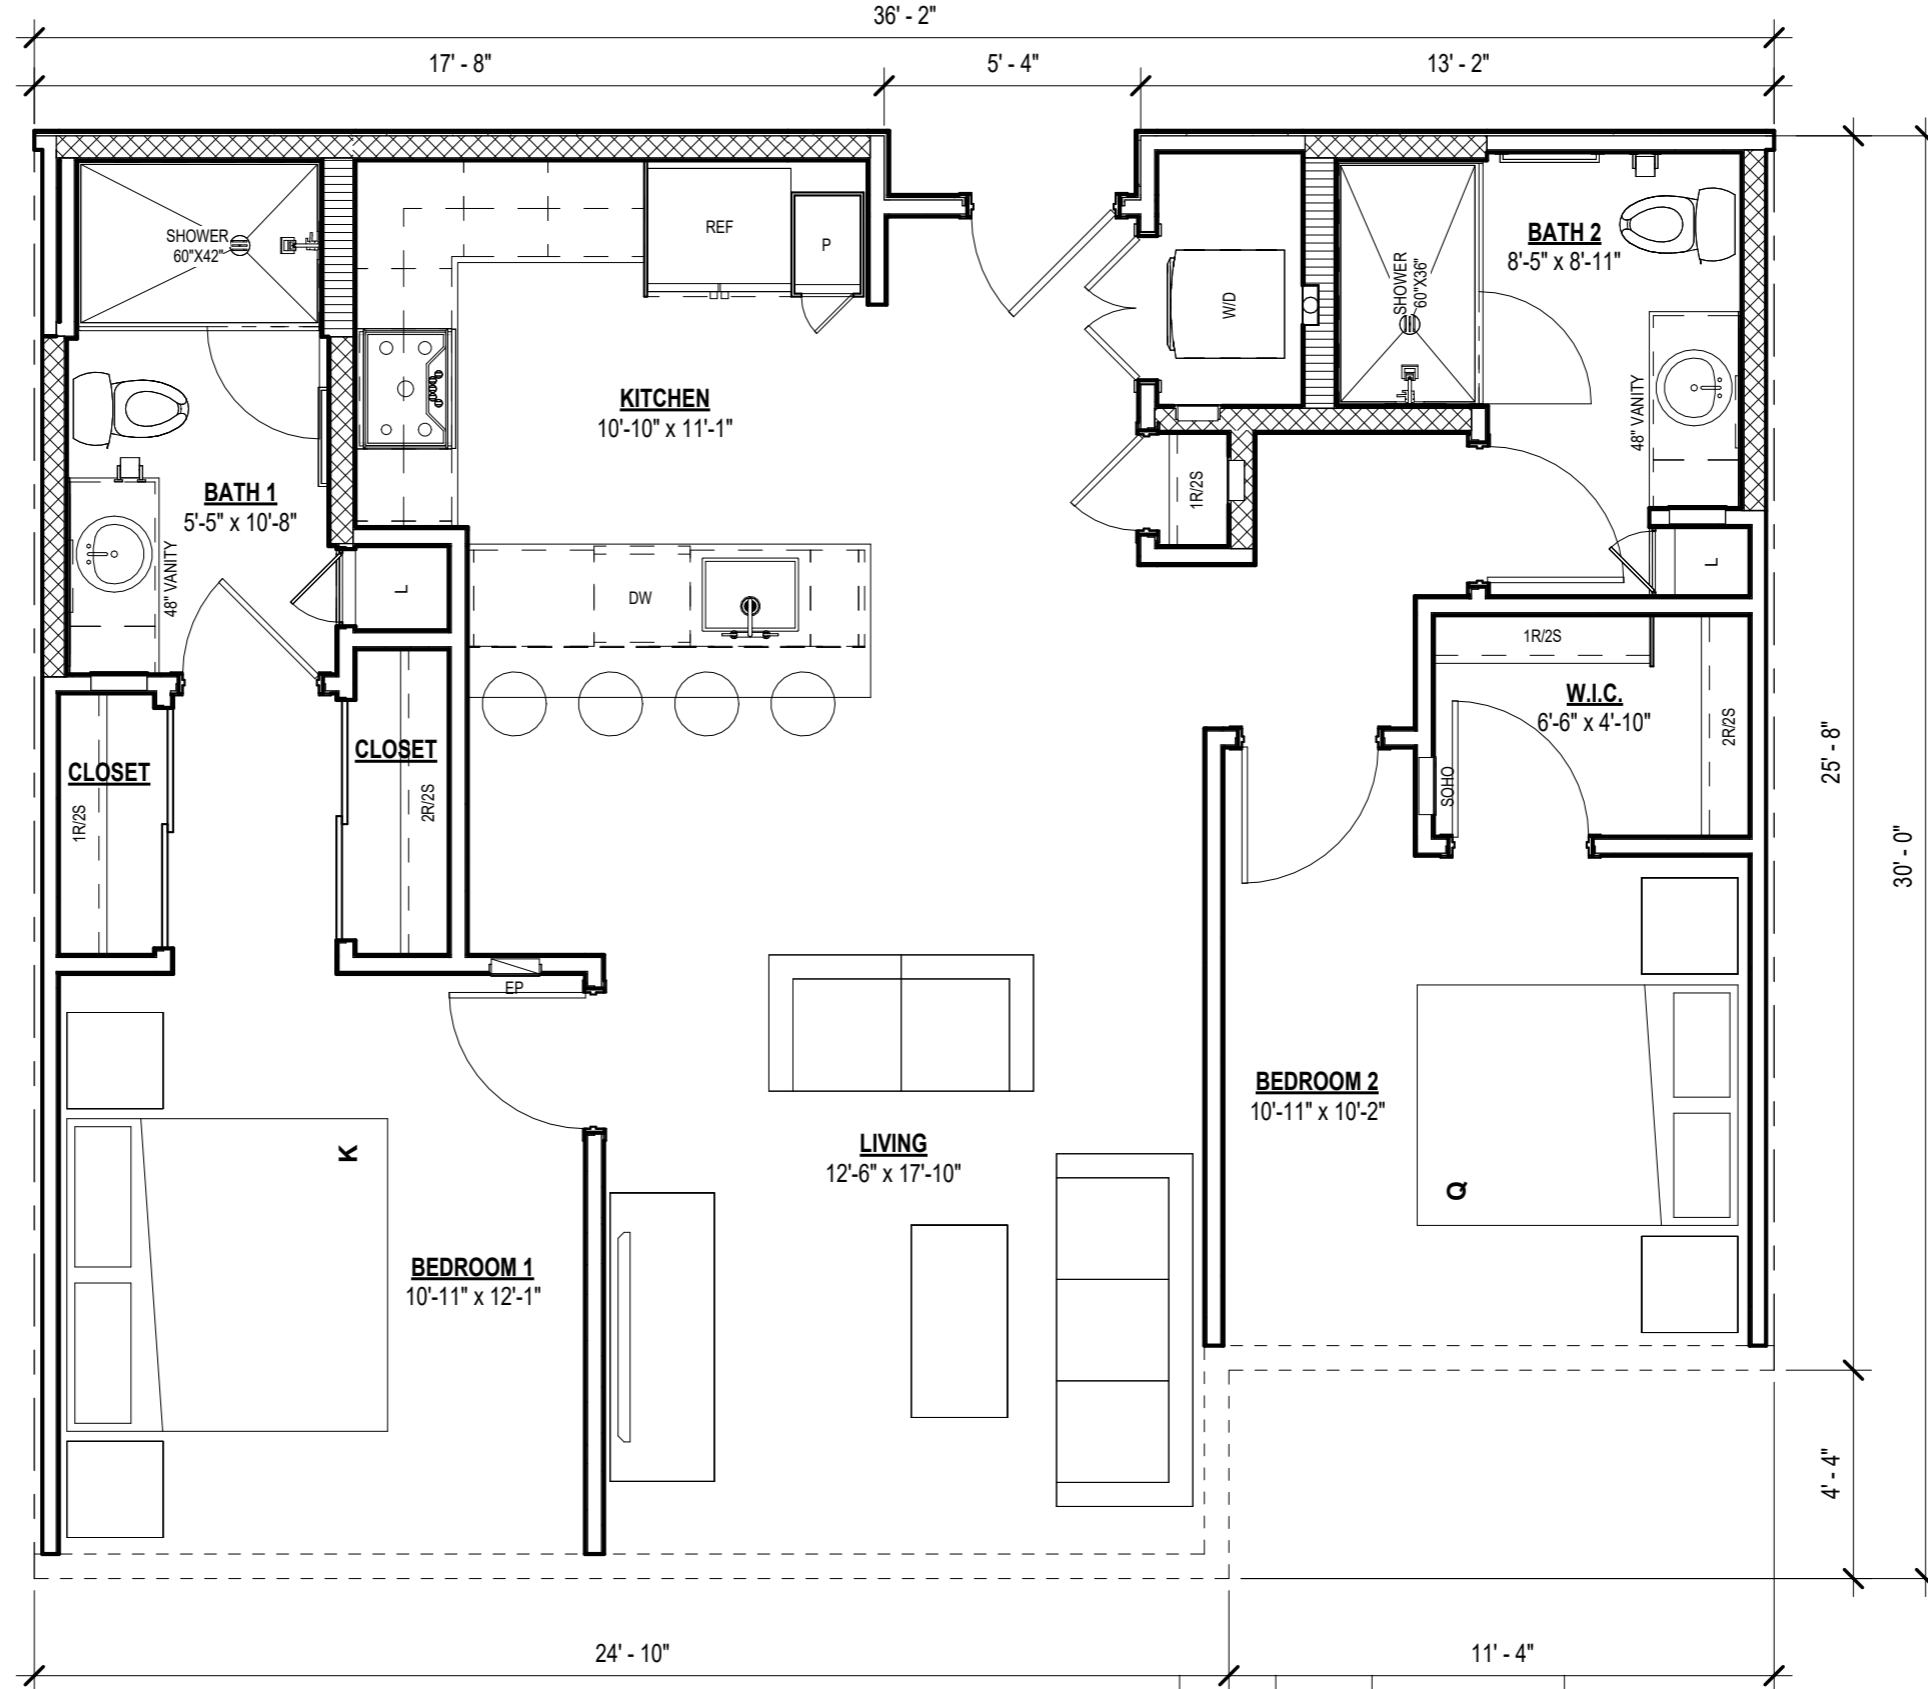 36' - 2"
17' - 8"
5' - 4"
13' - 2"
SHOWER
60"X42"
REF
P
W/D
SHOWER
60"X36"
BATH 2
8'-5" x 8'-11"
48" VANITY
KITCHEN
10'-10" x 11'-1"
BATH 1
5'-5" x 10'-8"
48" VANITY
1R/2S
L
DW
L
1R/2S
W.I.C.
6'-6" x 4'-10"
2R/2S
SOHO
CLOSET
1R/2S
CLOSET
2R/2S
25' - 8"
30' - 0"
EP
BEDROOM 2
10'-11" x 10'-2"
Q
K
LIVING
12'-6" x 17'-10"
BEDROOM 1
10'-11" x 12'-1"
4' - 4"
24' - 10"
11' - 4"